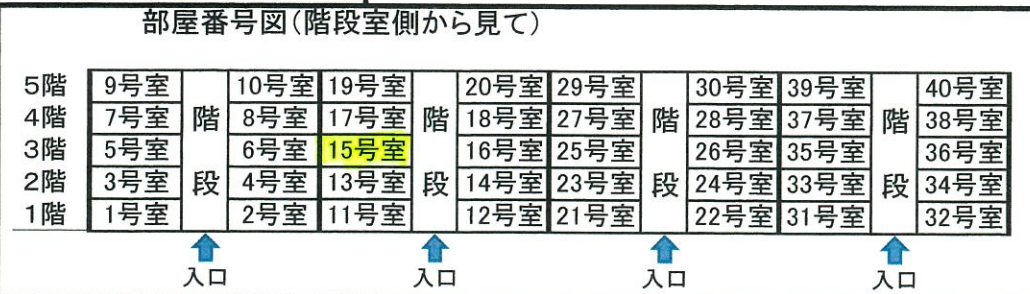 部屋番号図(階段室側から見て)
5階 9号室 10号室 19号室 20号室 29号室 30号室 39号室 40号室
4階 7号室 階 8号室 17号室 階 18号室 27号室 階 28号室 37号室 階 38号室
3階 5号室 6号室 15号室 16号室 25号室 26号室 35号室 36号室
2階 3号室 段 4号室 13号室 段 14号室 23号室 段 24号室 33号室 段 34号室
1階 1号室 2号室 11号室 12号室 21号室 22号室 31号室 32号室
入口 入口 入口 入口